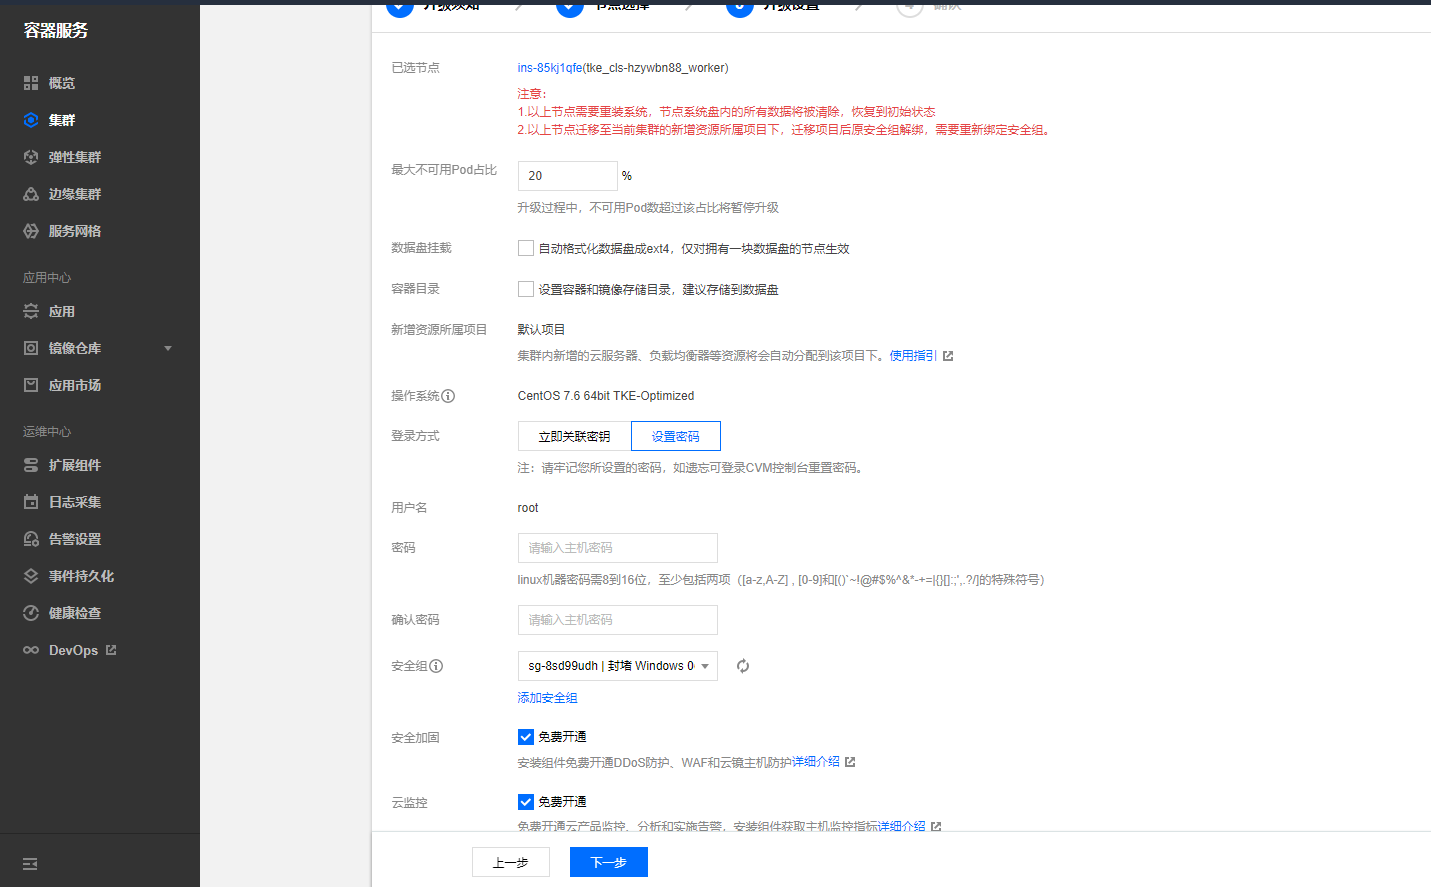 升级须知
节点选择
升级设置
4 确认
容器服务
概览
集群
弹性集群
边缘集群
服务网格
应用中心
应用
镜像仓库
应用市场
运维中心
扩展组件
日志采集
告警设置
事件持久化
健康检查
DevOps
已选节点 ins-85kj1qfe(tke_cls-hzywbn88_worker)
注意：
1.以上节点需要重装系统，节点系统盘内的所有数据将被清除，恢复到初始状态
2.以上节点迁移至当前集群的新增资源所属项目下，迁移项目后原安全组解绑，需要重新绑定安全组。
最大不可用Pod占比 20 %
升级过程中，不可用Pod数超过该占比将暂停升级
数据盘挂载 自动格式化数据盘成ext4，仅对拥有一块数据盘的节点生效
容器目录 设置容器和镜像存储目录，建议存储到数据盘
新增资源所属项目 默认项目
集群内新增的云服务器、负载均衡器等资源将会自动分配到该项目下。使用指引
操作系统 CentOS 7.6 64bit TKE-Optimized
登录方式 立即关联密钥 设置密码
注：请牢记您所设置的密码，如遗忘可登录CVM控制台重置密码。
用户名 root
密码 请输入主机密码
linux机器密码需8到16位，至少包括两项（[a-z,A-Z] , [0-9]和[()`~!@#$%^&*-+=|{}[]:;',.?/]的特殊符号）
确认密码 请输入主机密码
安全组 sg-8sd99udh | 封堵 Windows 0
添加安全组
安全加固 免费开通
安装组件免费开通DDoS防护、WAF和云镜主机防护详细介绍
云监控 免费开通
免费开通云产品监控、分析和实施告警，安装组件获取主机监控指标详细介绍
上一步 下一步